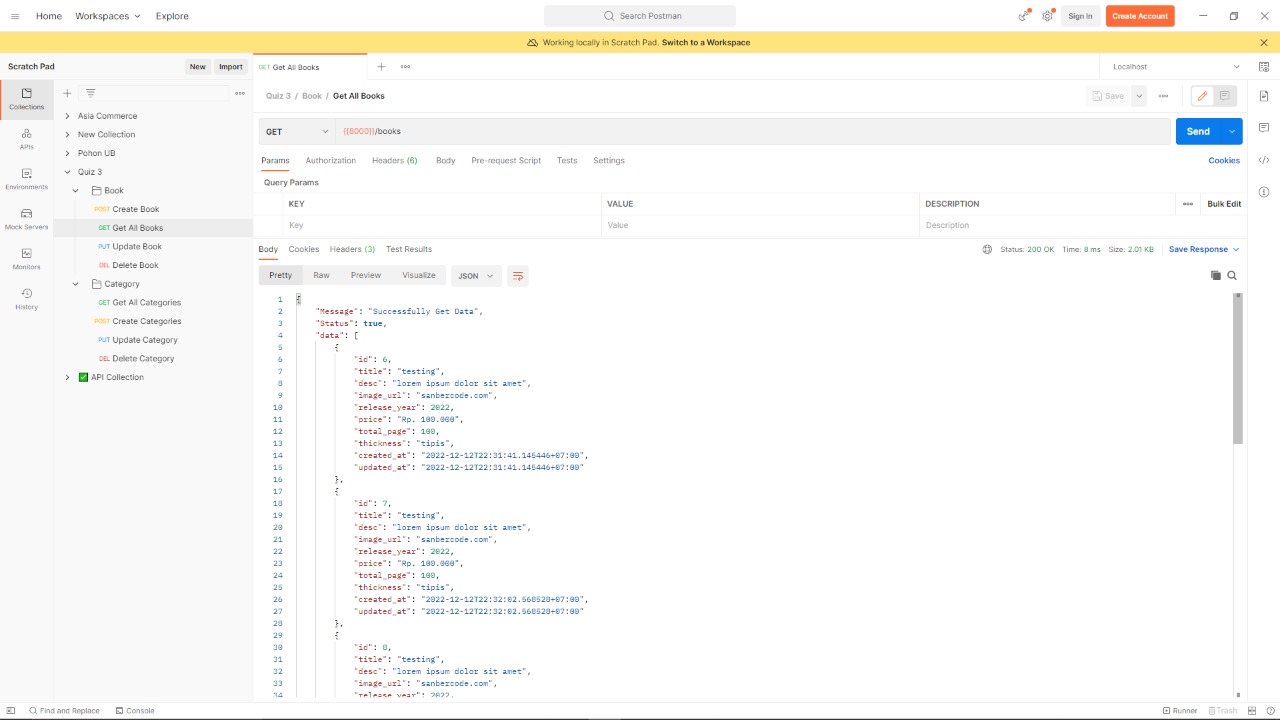 Home Workspaces Explore Search Postman Sign In Create Account
Working locally in Scratch Pad. Switch to a Workspace
Scratch Pad New Import GET Get All Books Localhost
Collections
APIs
Environments
Mock Servers
Monitors
History
Asia Commerce
New Collection
Pohon UB
Quiz 3
Book
POST Create Book
GET Get All Books
PUT Update Book
DEL Delete Book
Category
GET Get All Categories
POST Create Categories
PUT Update Category
DEL Delete Category
API Collection
Quiz 3 / Book / Get All Books Save
GET {{8000}}/books Send
Params Authorization Headers (6) Body Pre-request Script Tests Settings Cookies
Query Params
KEY VALUE DESCRIPTION Bulk Edit
Key Value Description
Body Cookies Headers (3) Test Results Status: 200 OK Time: 8 ms Size: 2.01 KB Save Response
Pretty Raw Preview Visualize JSON
1 {
2 "Message": "Successfully Get Data",
3 "Status": true,
4 "data": [
5 {
6 "id": 6,
7 "title": "testing",
8 "desc": "lorem ipsum dolor sit amet",
9 "image_url": "sanbercode.com",
10 "release_year": 2022,
11 "price": "Rp. 100.000",
12 "total_page": 100,
13 "thickness": "tipis",
14 "created_at": "2022-12-12T22:31:41.145446+07:00",
15 "updated_at": "2022-12-12T22:31:41.145446+07:00"
16 },
17 {
18 "id": 7,
19 "title": "testing",
20 "desc": "lorem ipsum dolor sit amet",
21 "image_url": "sanbercode.com",
22 "release_year": 2022,
23 "price": "Rp. 100.000",
24 "total_page": 100,
25 "thickness": "tipis",
26 "created_at": "2022-12-12T22:32:02.568528+07:00",
27 "updated_at": "2022-12-12T22:32:02.568528+07:00"
28 },
29 {
30 "id": 8,
31 "title": "testing",
32 "desc": "lorem ipsum dolor sit amet",
33 "image_url": "sanbercode.com",
34 "release_year": 2022,
Find and Replace Console Runner Trash